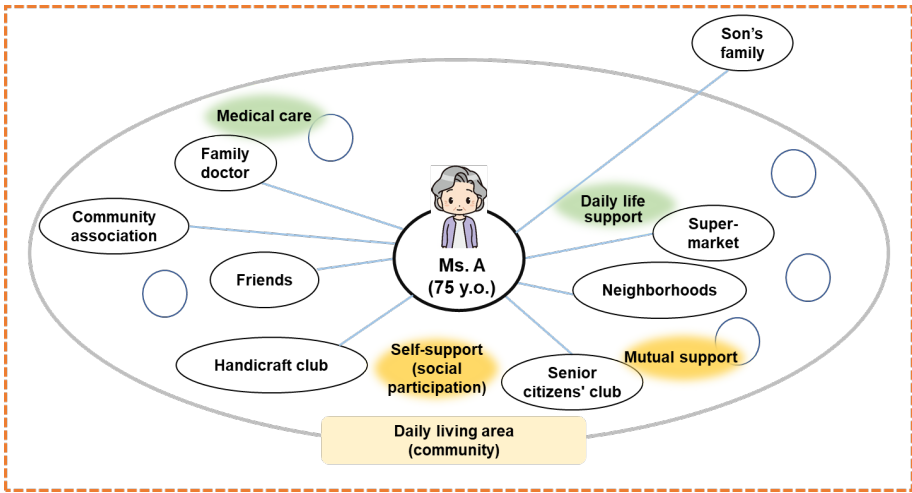 Son's
family
Medical care
Family
doctor
Community
association
Friends
Handicraft club
Ms. A
(75 y.o.)
Daily life
support
Super-
market
Neighborhoods
Self-support
(social
participation)
Mutual support
Senior
citizens' club
Daily living area
(community)